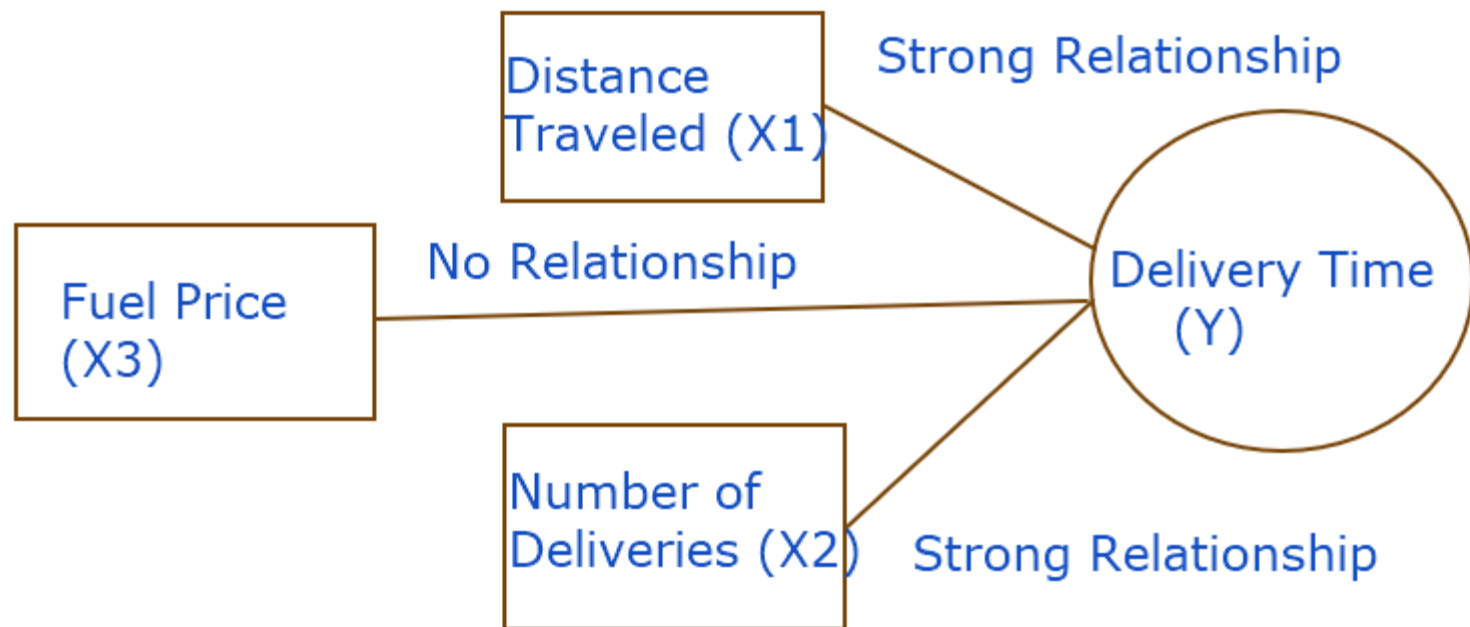 Distance
Traveled (X1)
Strong Relationship
Fuel Price
(X3)
No Relationship
Delivery Time
(Y)
Number of
Deliveries (X2)
Strong Relationship